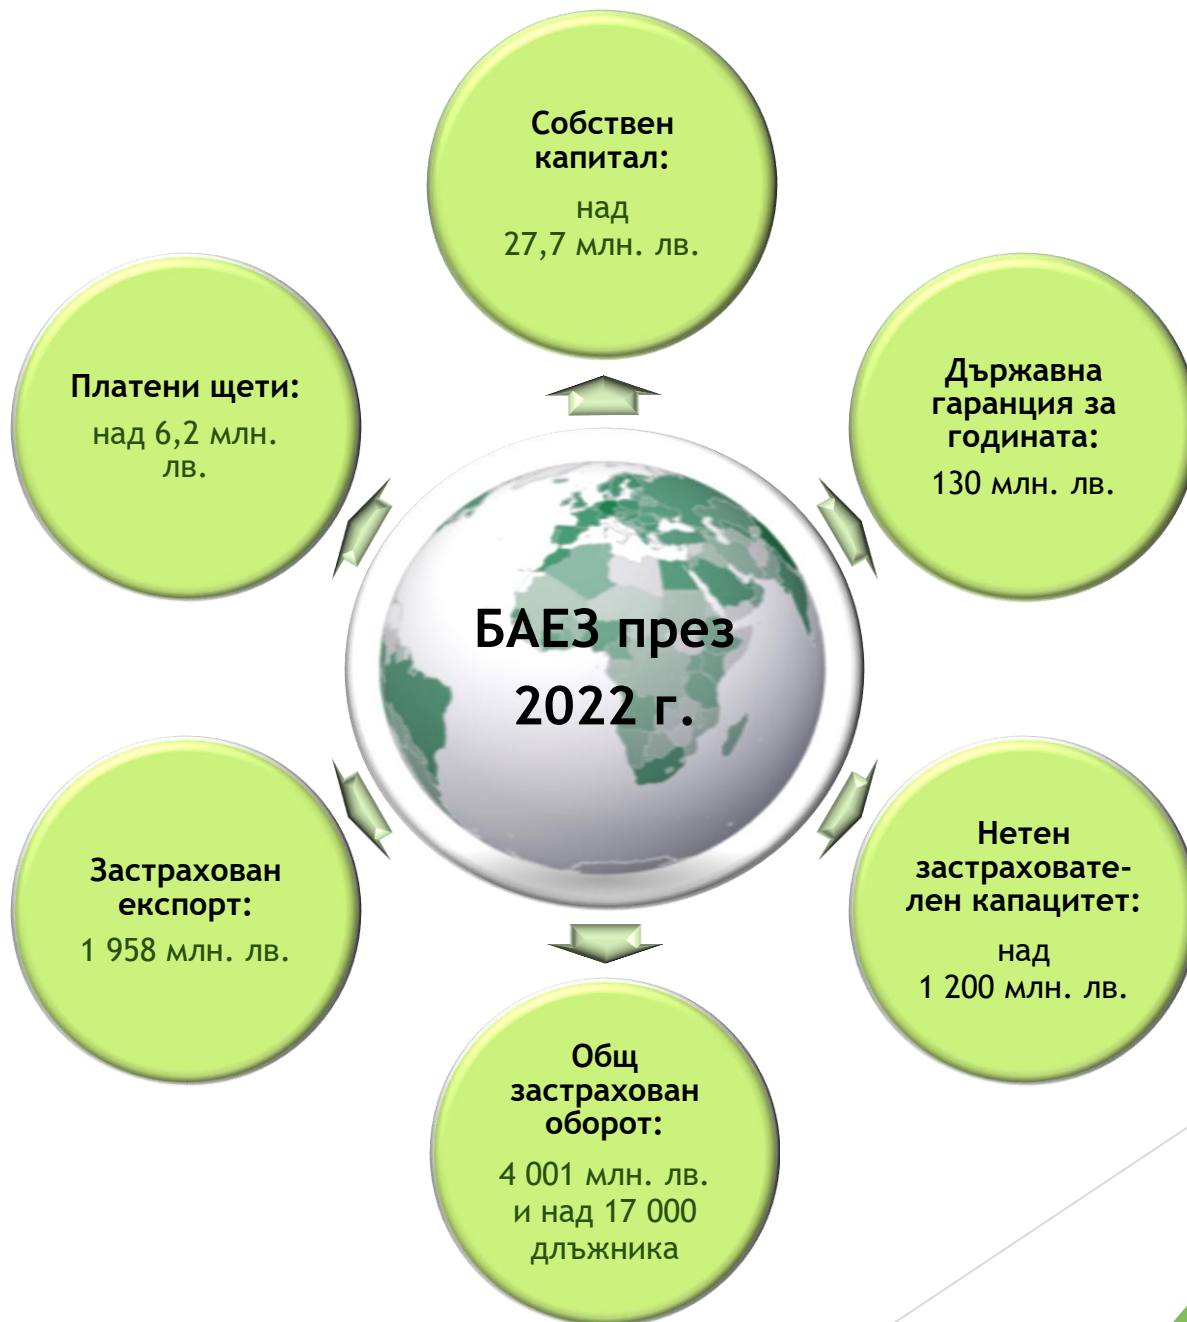 Собствен
капитал:
над
27,7 млн. лв.
Платени щети:
над 6,2 млн.
лв.
Държавна
гаранция за
годината:
130 млн. лв.
БАЕЗ през
2022 г.
Застрахован
експорт:
1 958 млн. лв.
Нетен
застраховате-
лен капацитет:
над
1 200 млн. лв.
Общ
застрахован
оборот:
4 001 млн. лв.
и над 17 000
длъжника